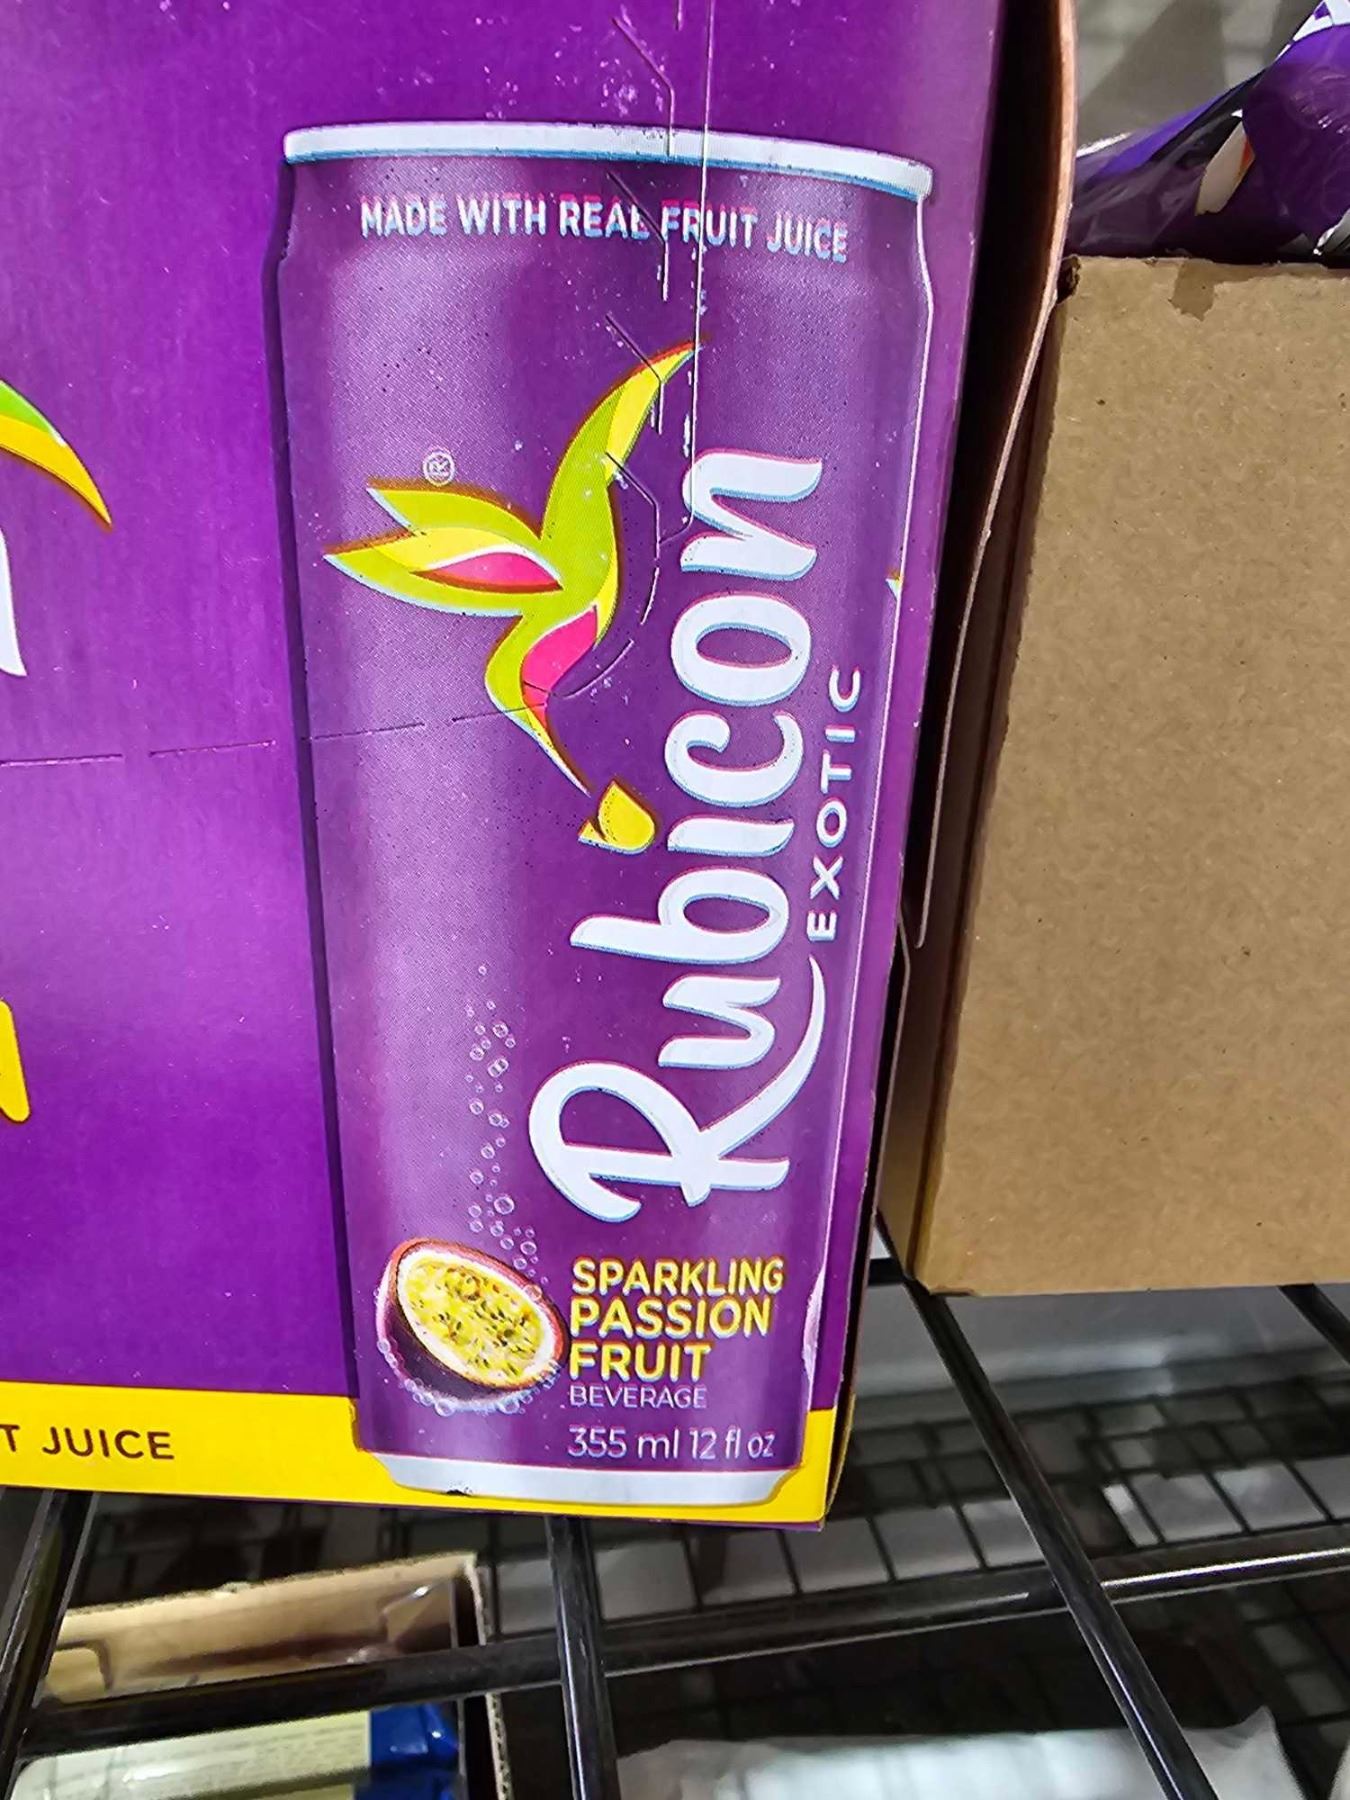 MADE WITH REAL FRUIT JUICE
®
Rubicon
EXOTIC
SPARKLING
PASSION
FRUIT
BEVERAGE
355 ml 12 fl oz
T JUICE